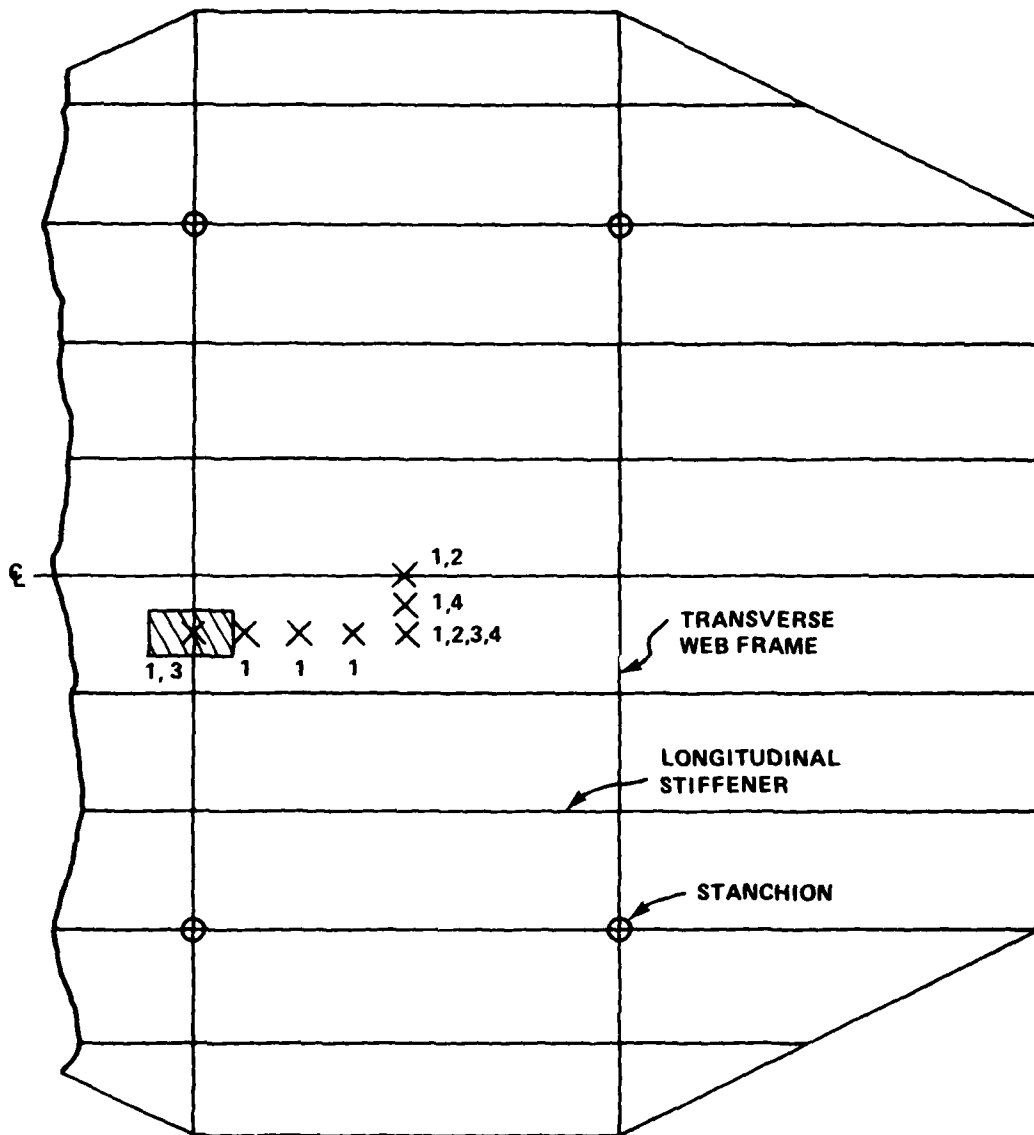 ℄
1,2
1,4
1,2,3,4
1,3
1
1
1
TRANSVERSE
WEB FRAME
LONGITUDINAL
STIFFENER
STANCHION